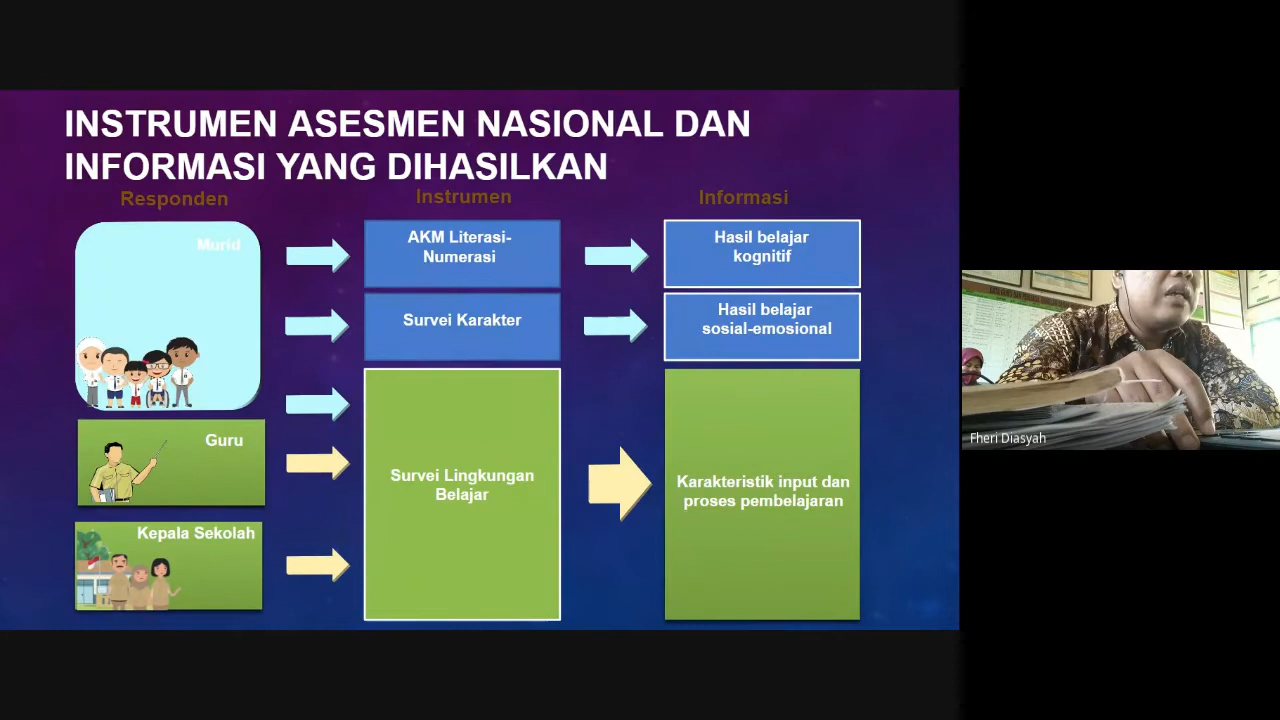 INSTRUMEN ASESMEN NASIONAL DAN
INFORMASI YANG DIHASILKAN
Responden
Instrumen
Informasi
Murid
AKM Literasi-
Numerasi
Hasil belajar
kognitif
Survei Karakter
Hasil belajar
sosial-emosional
Guru
Survei Lingkungan
Belajar
Karakteristik input dan
proses pembelajaran
Kepala Sekolah
Fheri Diasyah